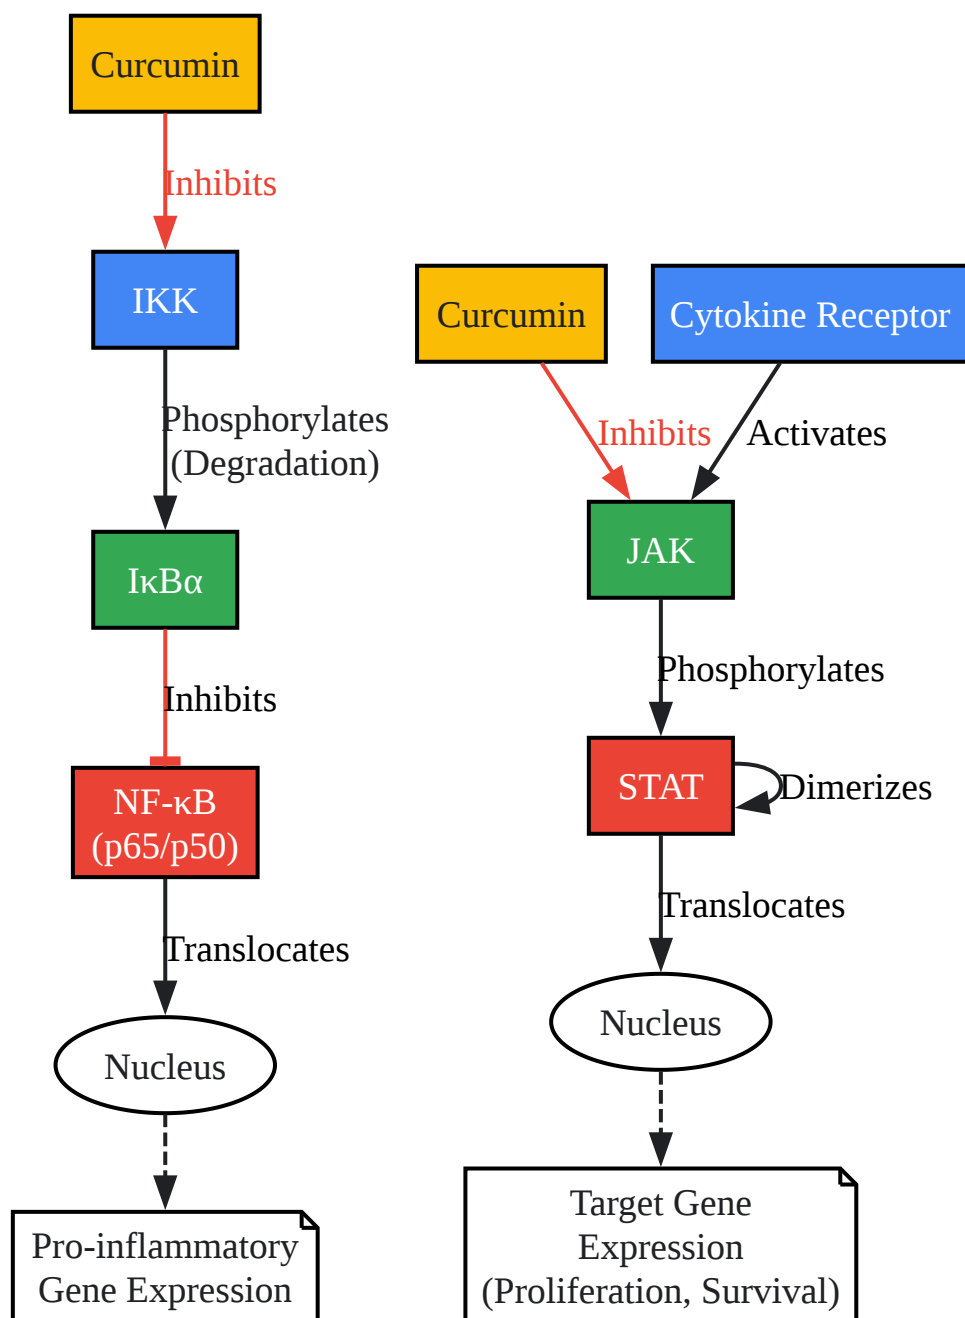 Curcumin
Inhibits
IKK
Phosphorylates
(Degradation)
IκBα
Inhibits
NF-κB
(p65/p50)
Translocates
Nucleus
Pro-inflammatory
Gene Expression
Curcumin
Cytokine Receptor
Inhibits
Activates
JAK
Phosphorylates
STAT
Dimerizes
Translocates
Nucleus
Target Gene
Expression
(Proliferation, Survival)